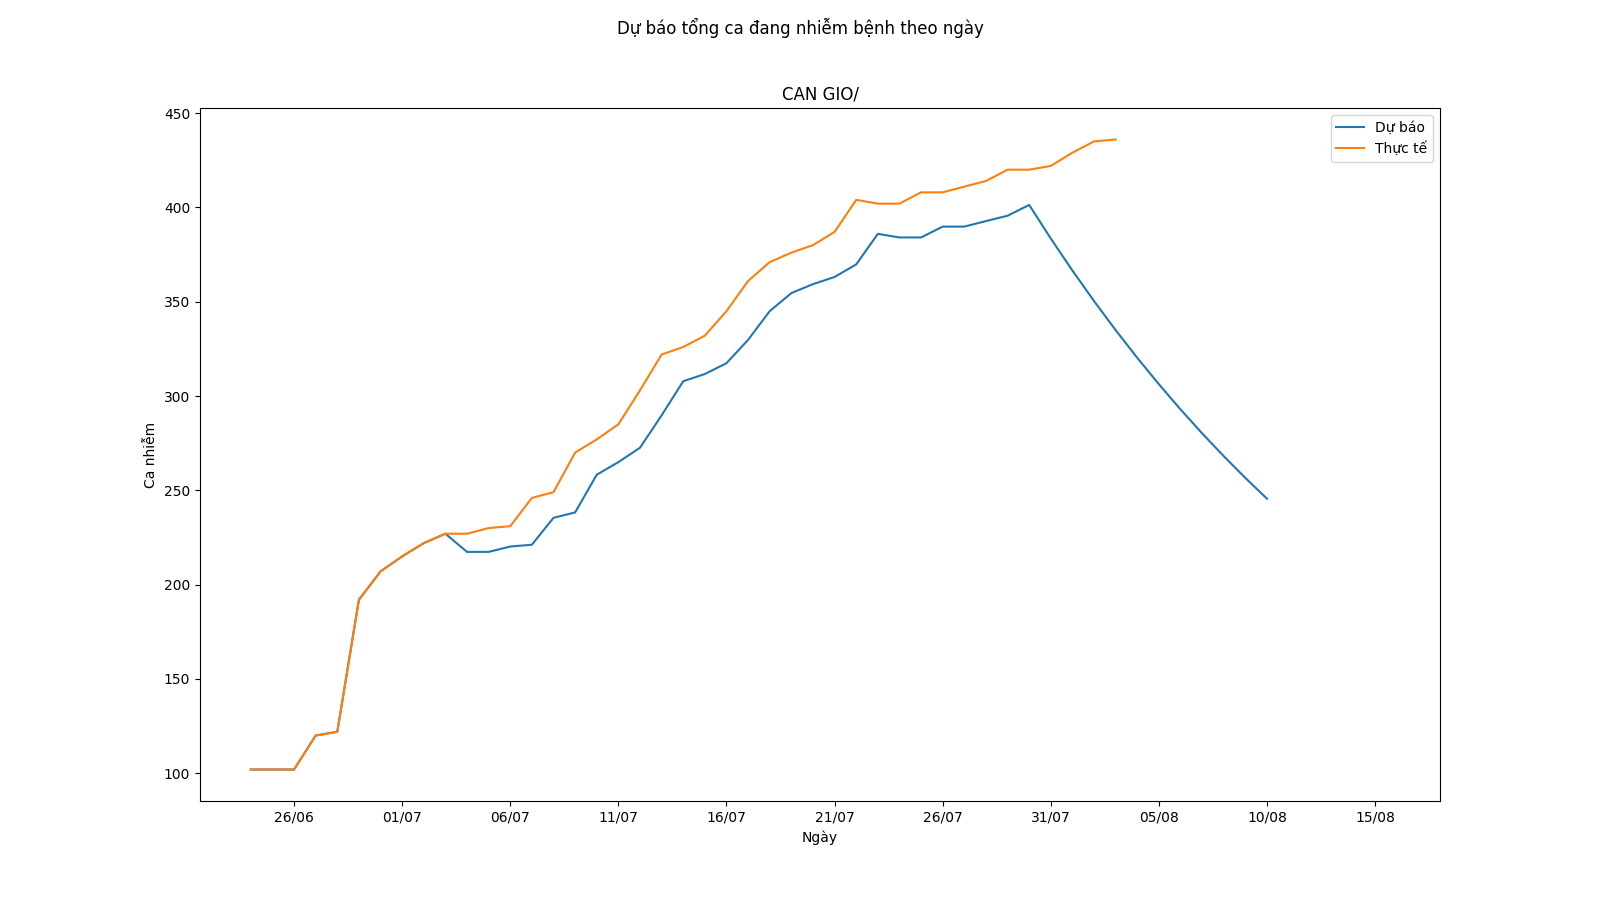 Dự báo tổng ca đang nhiễm bệnh theo ngày
CAN GIO/
Dự báo
Thực tế
450
400
350
300
250
200
150
100
Ca nhiễm
26/06 01/07 06/07 11/07 16/07 21/07 26/07 31/07 05/08 10/08 15/08
Ngày